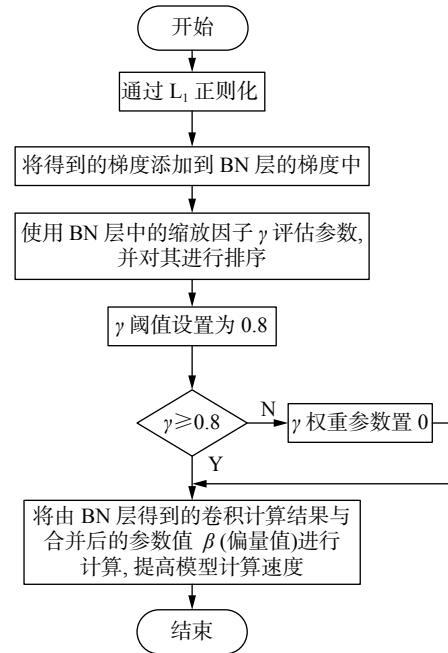 开始
通过 L₁ 正则化
将得到的梯度添加到 BN 层的梯度中
使用 BN 层中的缩放因子 γ 评估参数,
并对其进行排序
γ 阈值设置为 0.8
γ≥0.8
N
γ 权重参数置 0
Y
将由 BN 层得到的卷积计算结果与
合并后的参数值 β (偏量值)进行
计算, 提高模型计算速度
结束